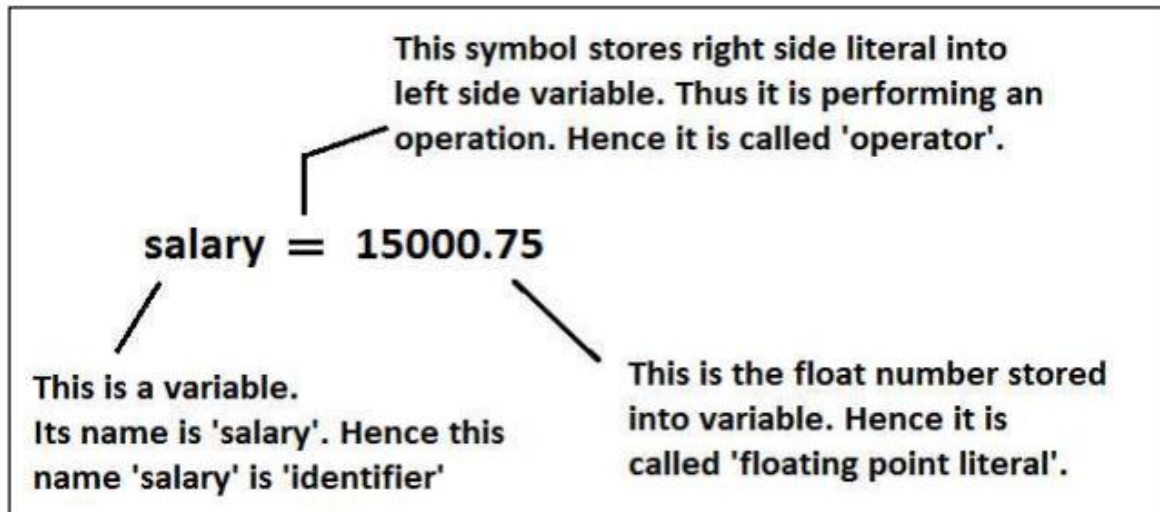 This symbol stores right side literal into
left side variable. Thus it is performing an
operation. Hence it is called 'operator'.
salary = 15000.75
This is a variable.
Its name is 'salary'. Hence this
name 'salary' is 'identifier'
This is the float number stored
into variable. Hence it is
called 'floating point literal'.